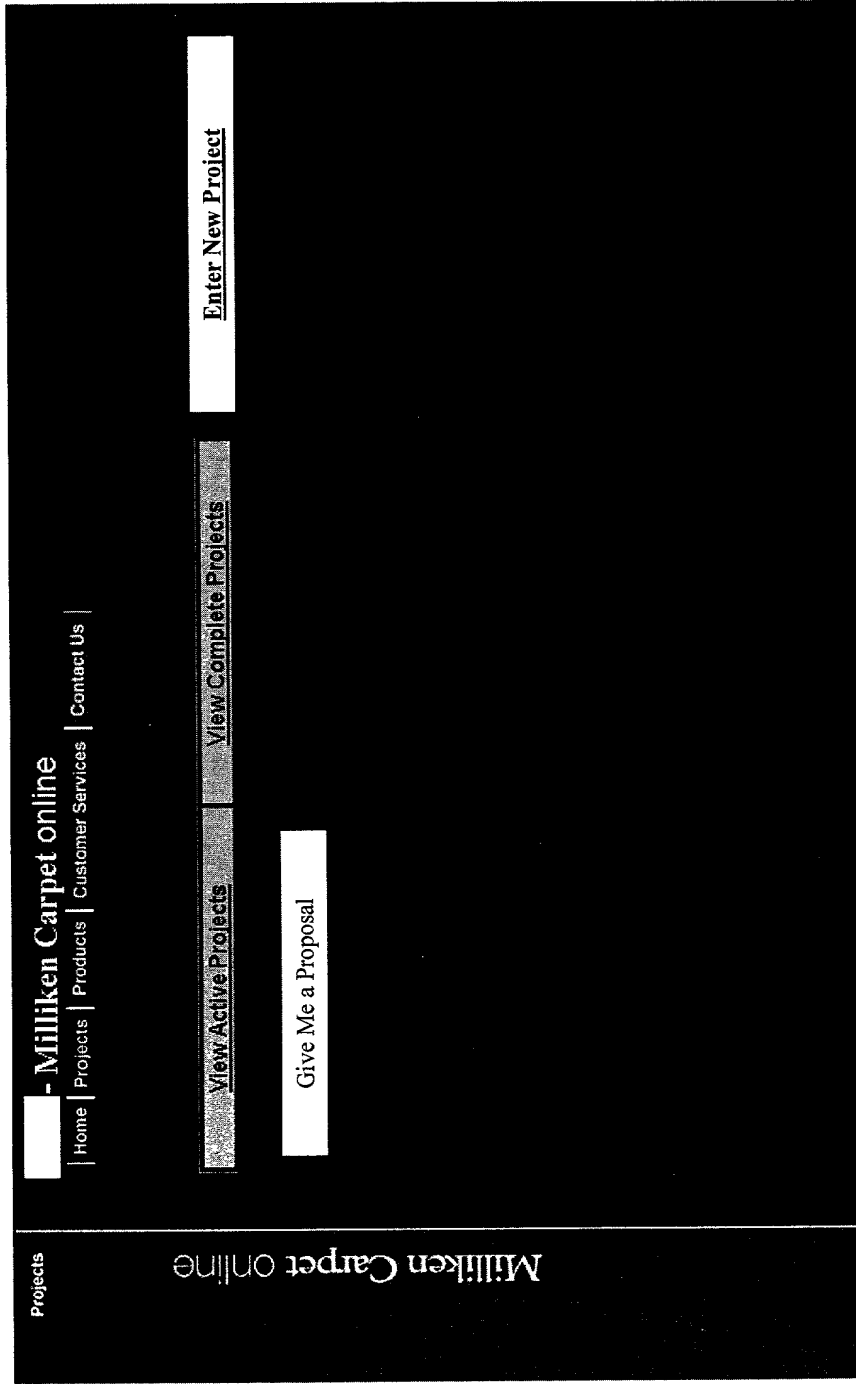 Projects
- Milliken Carpet online
| Home | Projects | Products | Customer Services | Contact Us |
View Active Projects View Complete Projects Enter New Project
Give Me a Proposal
Milliken Carpet online